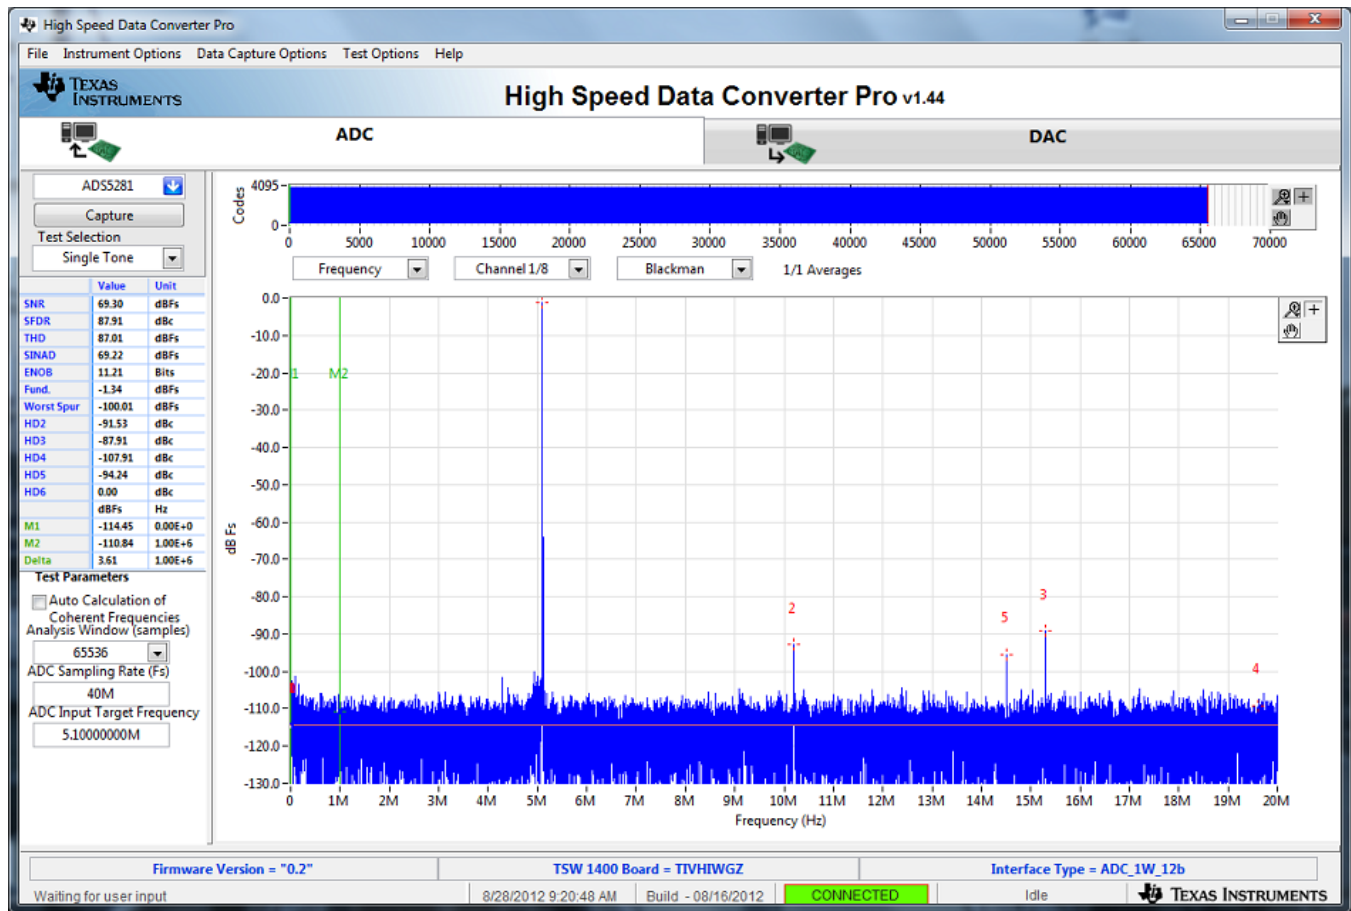 High Speed Data Converter Pro
File Instrument Options Data Capture Options Test Options Help
TEXAS INSTRUMENTS
High Speed Data Converter Pro v1.44
ADC
DAC
ADS5281
Capture
Test Selection
Single Tone
Value Unit
SNR 69.30 dBFs
SFDR 87.91 dBc
THD 87.01 dBFs
SINAD 69.22 dBFs
ENOB 11.21 Bits
Fund. -1.34 dBFs
Worst Spur -100.01 dBFs
HD2 -91.53 dBc
HD3 -87.91 dBc
HD4 -107.91 dBc
HD5 -94.24 dBc
HD6 0.00 dBc
dBFs Hz
M1 -114.45 0.00E+0
M2 -110.84 1.00E+6
Delta 3.61 1.00E+6
Test Parameters
Auto Calculation of
Coherent Frequencies
Analysis Window (samples)
65536
ADC Sampling Rate (Fs)
40M
ADC Input Target Frequency
5.10000000M
Codes
4095
0
0 5000 10000 15000 20000 25000 30000 35000 40000 45000 50000 55000 60000 65000 70000
Frequency Channel 1/8 Blackman 1/1 Averages
dB Fs
0.0
-10.0
-20.0
-30.0
-40.0
-50.0
-60.0
-70.0
-80.0
-90.0
-100.0
-110.0
-120.0
-130.0
M2
2
5
3
4
0 1M 2M 3M 4M 5M 6M 7M 8M 9M 10M 11M 12M 13M 14M 15M 16M 17M 18M 19M 20M
Frequency (Hz)
Firmware Version = "0.2" TSW 1400 Board = TIVHIWGZ Interface Type = ADC_1W_12b
Waiting for user input 8/28/2012 9:20:48 AM Build - 08/16/2012 CONNECTED Idle TEXAS INSTRUMENTS